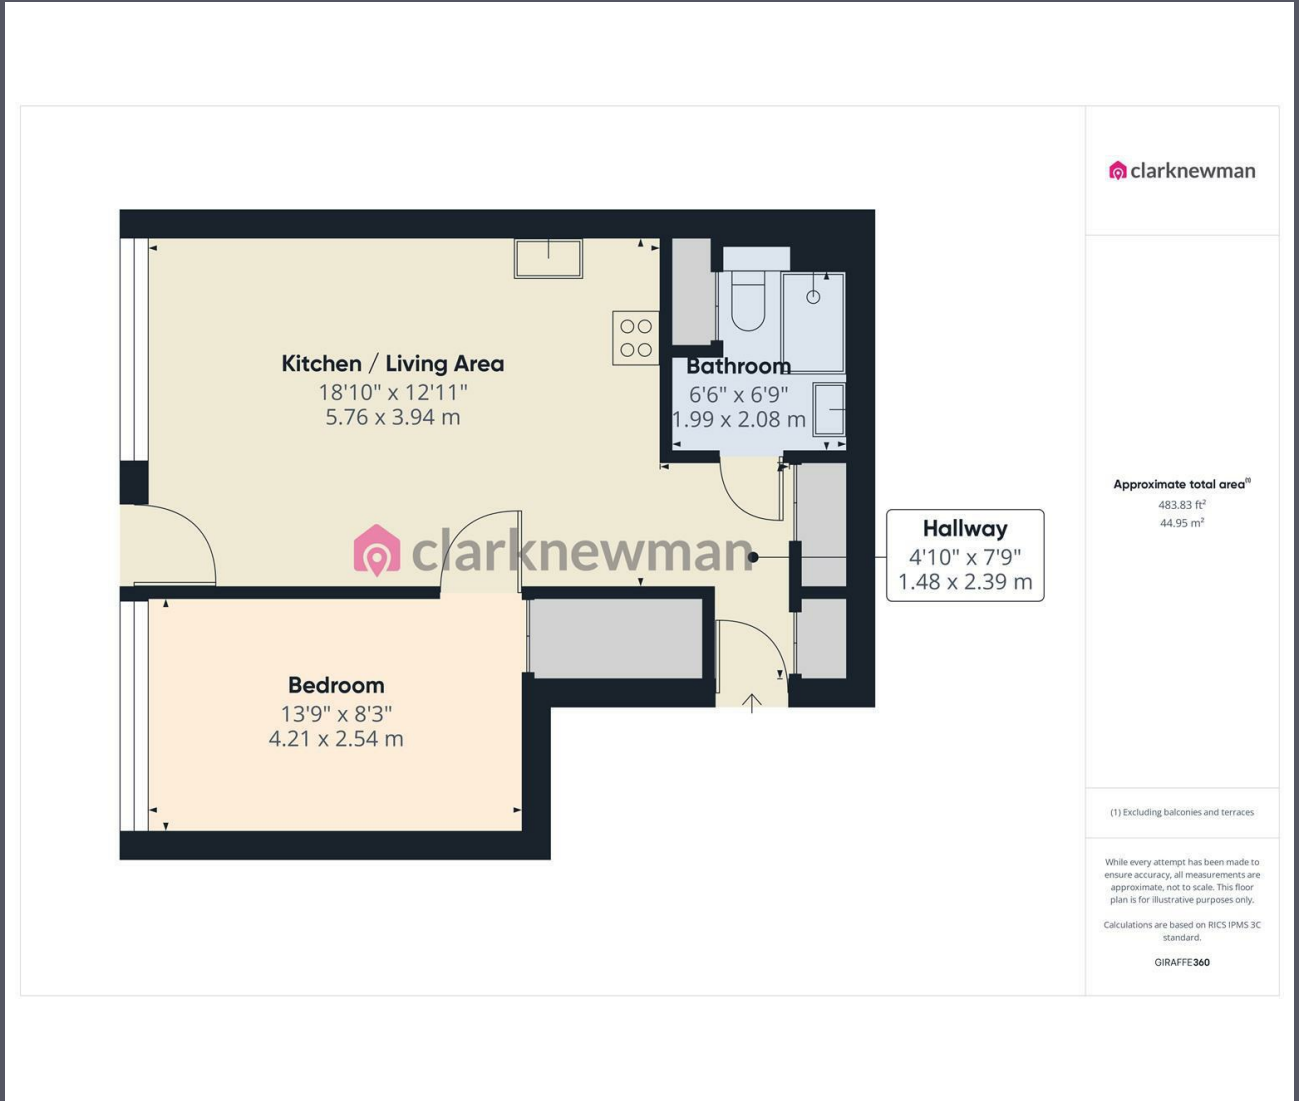 clarknewman
Kitchen / Living Area
18'10" x 12'11"
5.76 x 3.94 m
Bathroom
6'6" x 6'9"
1.99 x 2.08 m
clarknewman
Hallway
4'10" x 7'9"
1.48 x 2.39 m
Bedroom
13'9" x 8'3"
4.21 x 2.54 m
Approximate total area(1)
483.83 ft²
44.95 m²
(1) Excluding balconies and terraces
While every attempt has been made to
ensure accuracy, all measurements are
approximate, not to scale. This floor
plan is for illustrative purposes only.
Calculations are based on RICS IPMS 3C
standard.
GIRAFFE360